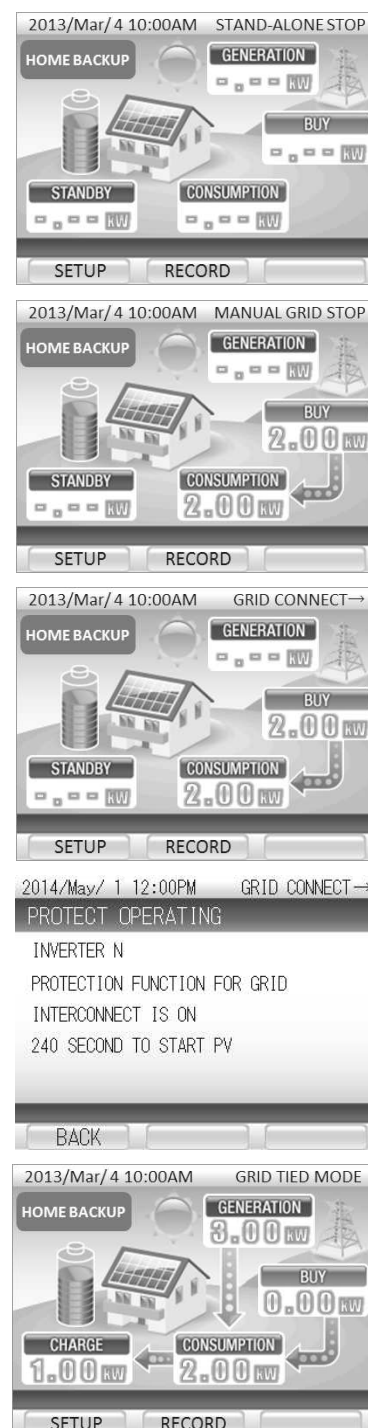 2013/Mar/ 4 10:00AM STAND-ALONE STOP
HOME BACKUP
GENERATION
-.-- kW
BUY
-.-- kW
STANDBY
-.-- kW
CONSUMPTION
-.-- kW
SETUP RECORD
2013/Mar/ 4 10:00AM MANUAL GRID STOP
HOME BACKUP
GENERATION
-.-- kW
BUY
2.00 kW
STANDBY
-.-- kW
CONSUMPTION
2.00 kW
SETUP RECORD
2013/Mar/ 4 10:00AM GRID CONNECT→
HOME BACKUP
GENERATION
-.-- kW
BUY
2.00 kW
STANDBY
-.-- kW
CONSUMPTION
2.00 kW
SETUP RECORD
2014/May/ 1 12:00PM GRID CONNECT→
PROTECT OPERATING
INVERTER N
PROTECTION FUNCTION FOR GRID
INTERCONNECT IS ON
240 SECOND TO START PV
BACK
2013/Mar/ 4 10:00AM GRID TIED MODE
HOME BACKUP
GENERATION
3.00 kW
BUY
0.00 kW
CHARGE
1.00 kW
CONSUMPTION
2.00 kW
SETUP RECORD